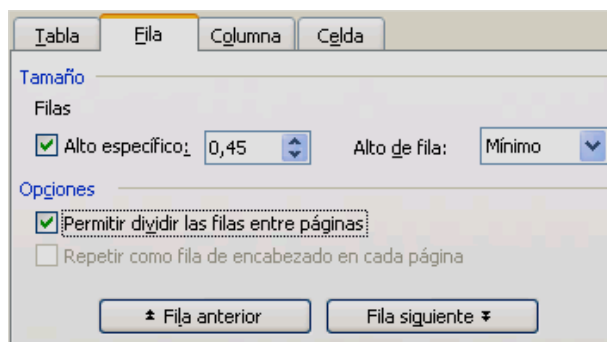 Tabla Fila Columna Celda
Tamaño
Filas
Alto específico: 0,45 Alto de fila: Mínimo
Opciones
Permitir dividir las filas entre páginas
Repetir como fila de encabezado en cada página
Fila anterior Fila siguiente